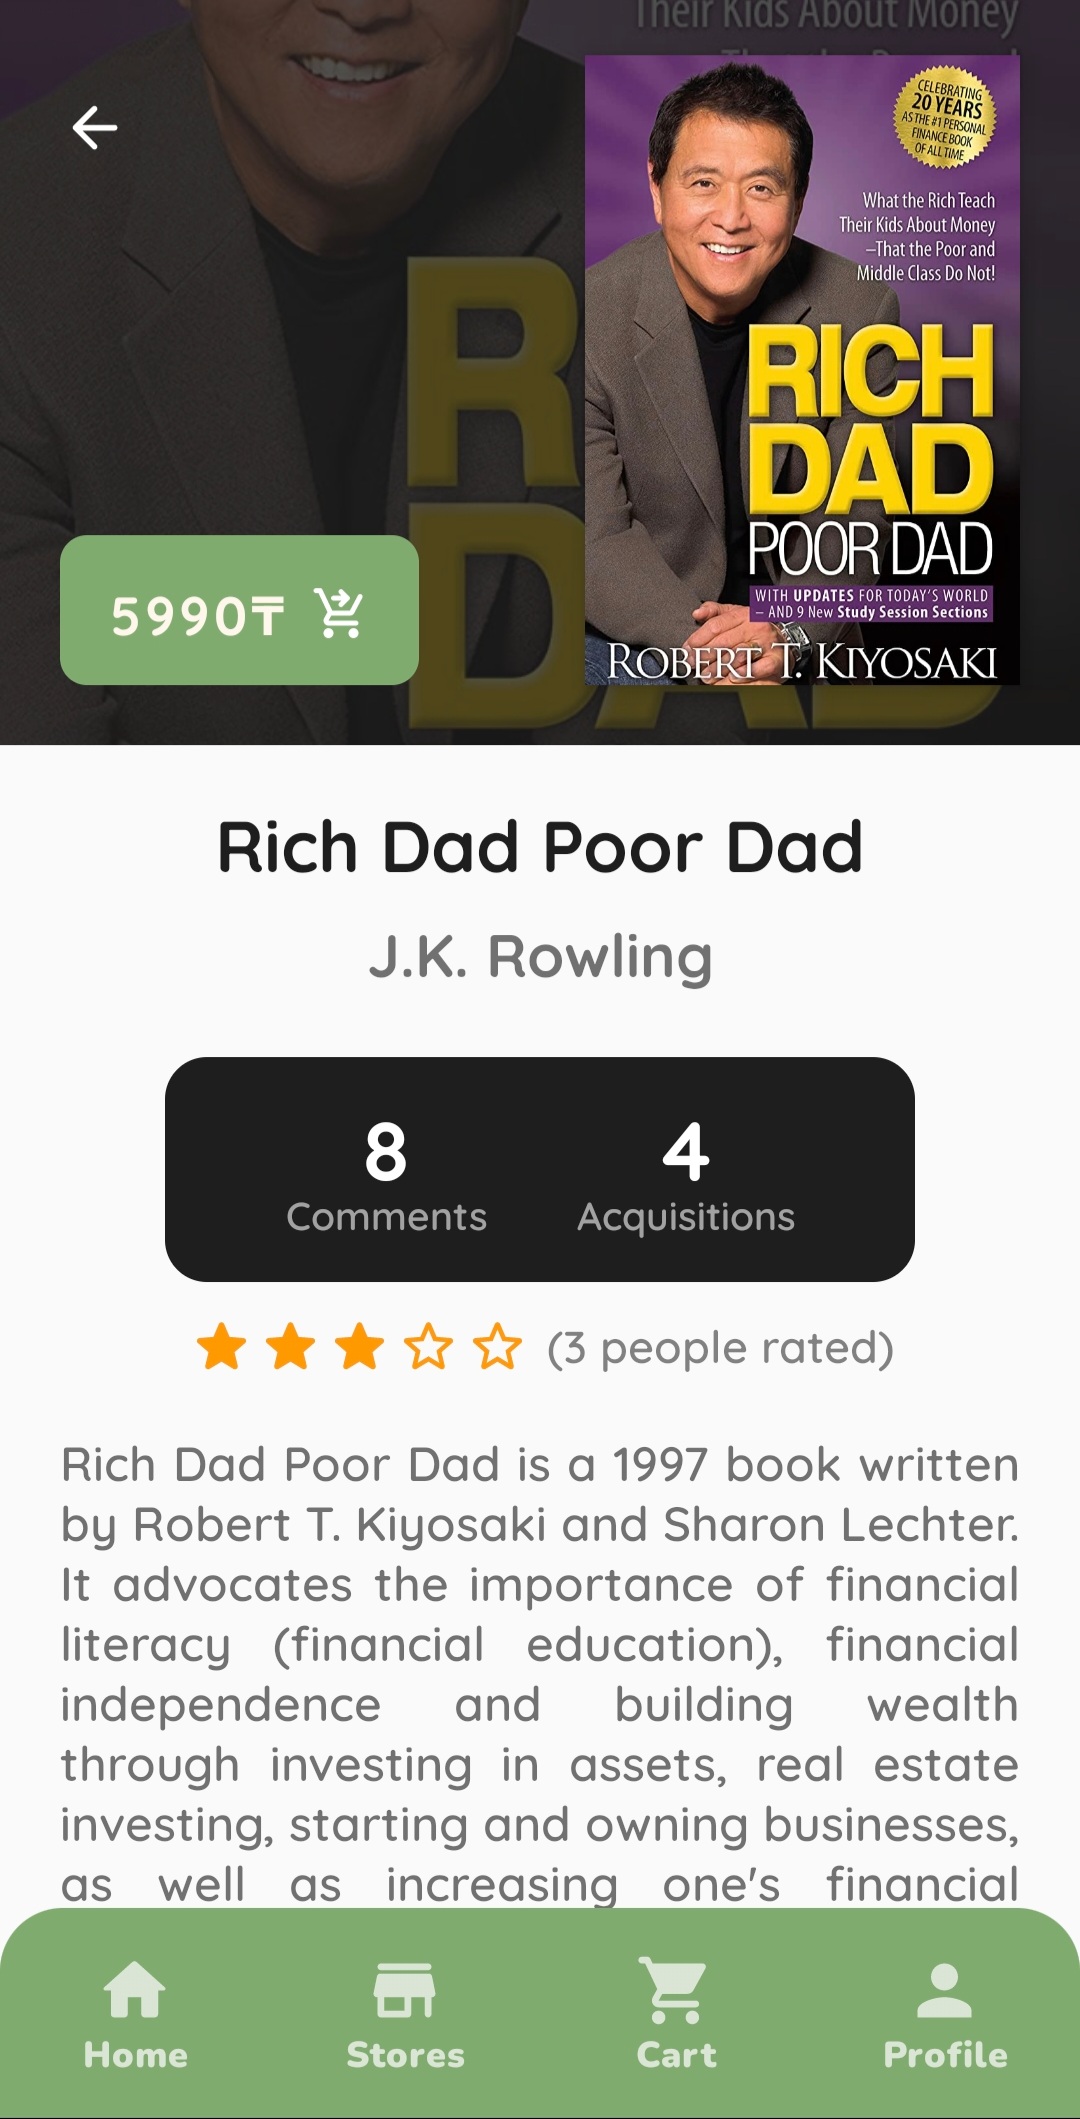 Their Kids About Money
CELEBRATING
20 YEARS
AS THE #1 PERSONAL
FINANCE BOOK
OF ALL TIME
What the Rich Teach
Their Kids About Money
–That the Poor and
Middle Class Do Not!
RICH
DAD
POOR DAD
WITH UPDATES FOR TODAY'S WORLD
– AND 9 New Study Session Sections
ROBERT T. KIYOSAKI
5990₸
Rich Dad Poor Dad
J.K. Rowling
8 4
Comments Acquisitions
(3 people rated)
Rich Dad Poor Dad is a 1997 book written
by Robert T. Kiyosaki and Sharon Lechter.
It advocates the importance of financial
literacy (financial education), financial
independence and building wealth
through investing in assets, real estate
investing, starting and owning businesses,
as well as increasing one's financial
Home Stores Cart Profile